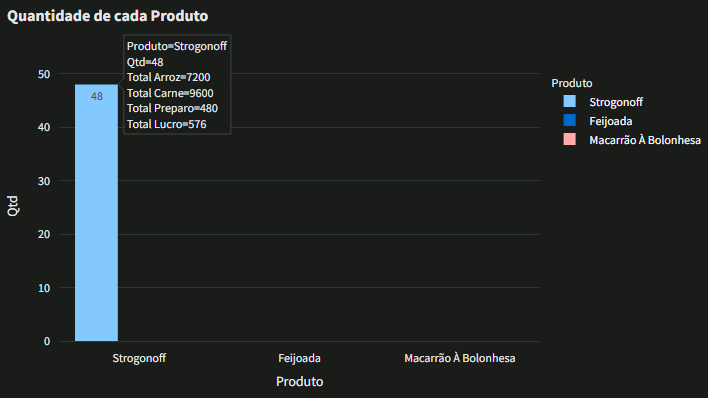 Quantidade de cada Produto
Produto=Strogonoff
Qtd=48
Total Arroz=7200
Total Carne=9600
Total Preparo=480
Total Lucro=576
50
40
30
20
10
0
Qtd
48
Strogonoff
Feijoada
Macarrão À Bolonhesa
Produto
Produto
Strogonoff
Feijoada
Macarrão À Bolonhesa